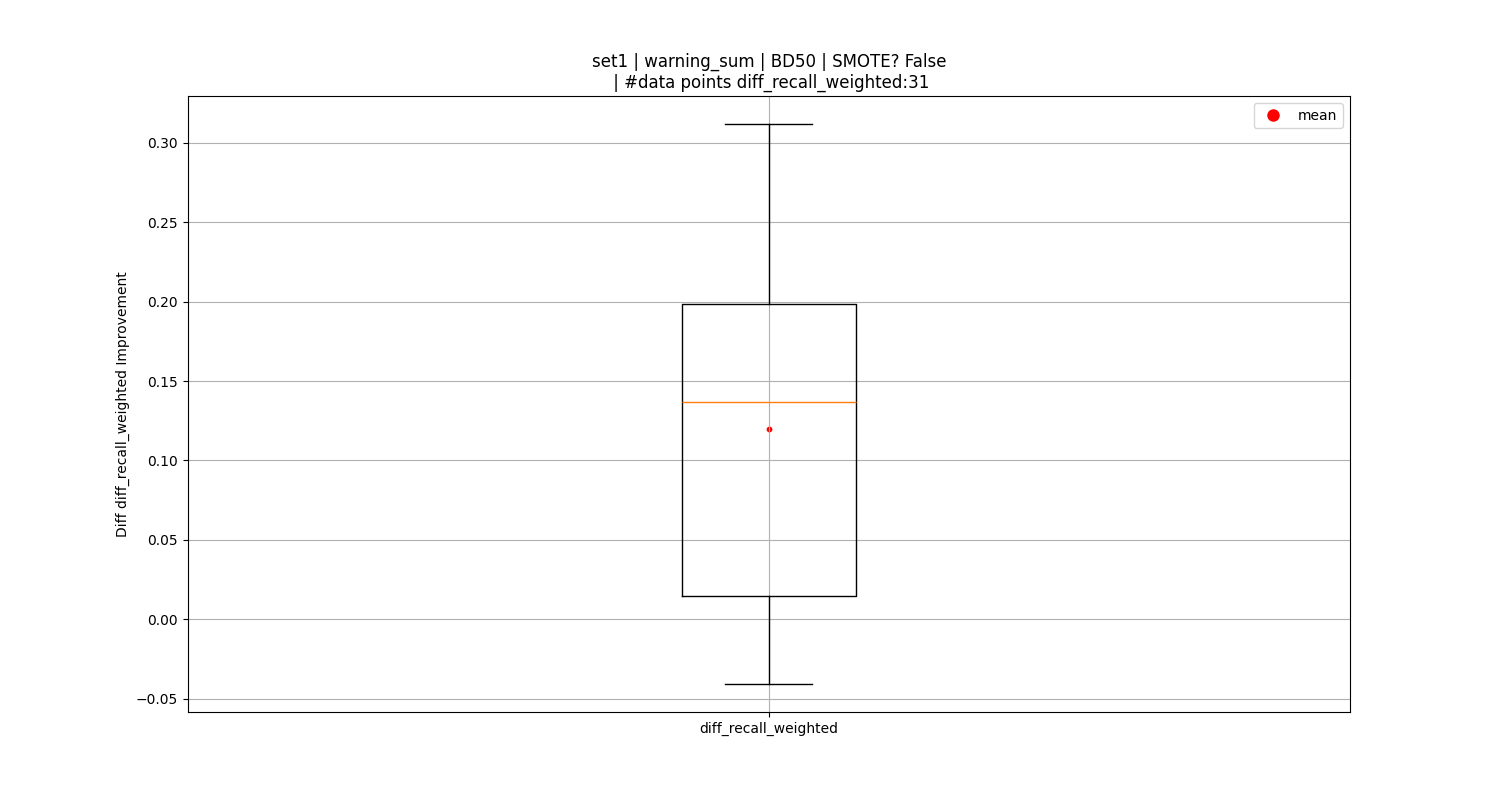 set1 | warning_sum | BD50 | SMOTE? False
| #data points diff_recall_weighted:31
mean
0.30
0.25
0.20
0.15
0.10
0.05
0.00
−0.05
Diff diff_recall_weighted Improvement
diff_recall_weighted